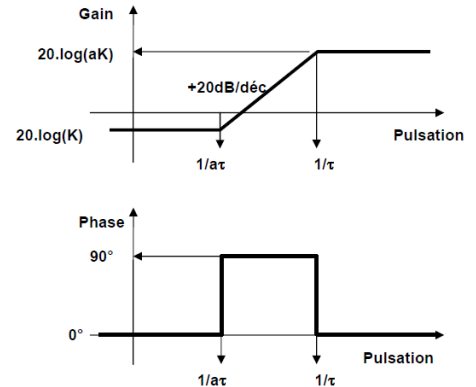 Gain
20.log(aK)
+20dB/déc
20.log(K)
Pulsation
1/aτ
1/τ
Phase
90°
0°
Pulsation
1/aτ
1/τ